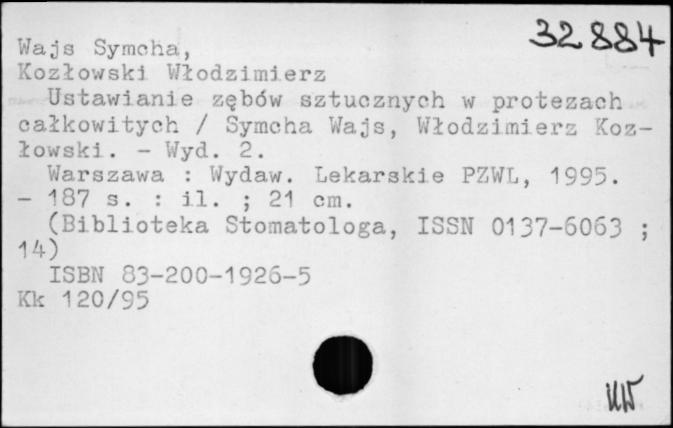 32884
Wajs Symcha,
Kozłowski Włodzimierz
Ustawianie zębów sztucznych w protezach
całkowitych / Symcha Wajs, Włodzimierz Koz-
łowski. - Wyd. 2.
Warszawa : Wydaw. Lekarskie PZWL, 1995.
- 187 s. : il. ; 21 cm.
(Biblioteka Stomatologa, ISSN 0137-6063 ;
14)
ISBN 83-200-1926-5
Kk 120/95
UW